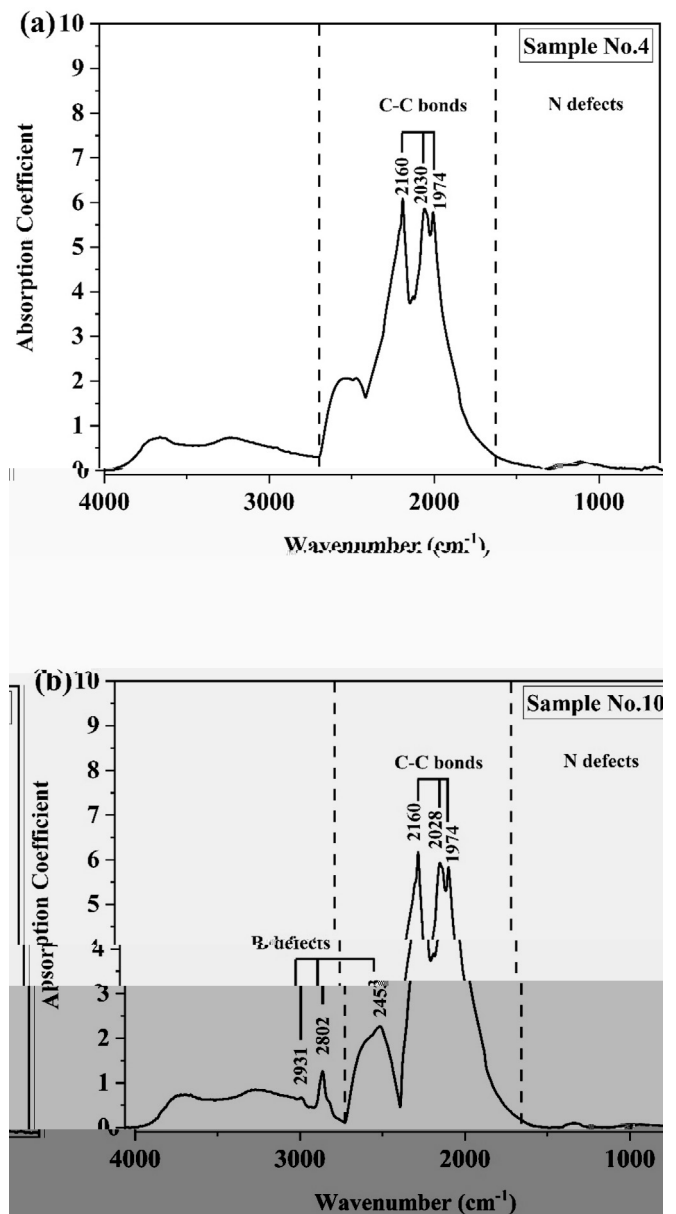 (a)
10
9
8
7
6
5
4
3
2
1
0
Absorption Coefficient
Sample No.4
C-C bonds
N defects
2160
2030
1974
4000 3000 2000 1000
Wavenumber (cm⁻¹)
(b)
10
9
8
7
6
5
4
3
2
1
0
Absorption Coefficient
Sample No.10
C-C bonds
N defects
2160
2028
1974
B-defects
2931
2802
2453
4000 3000 2000 1000
Wavenumber (cm⁻¹)